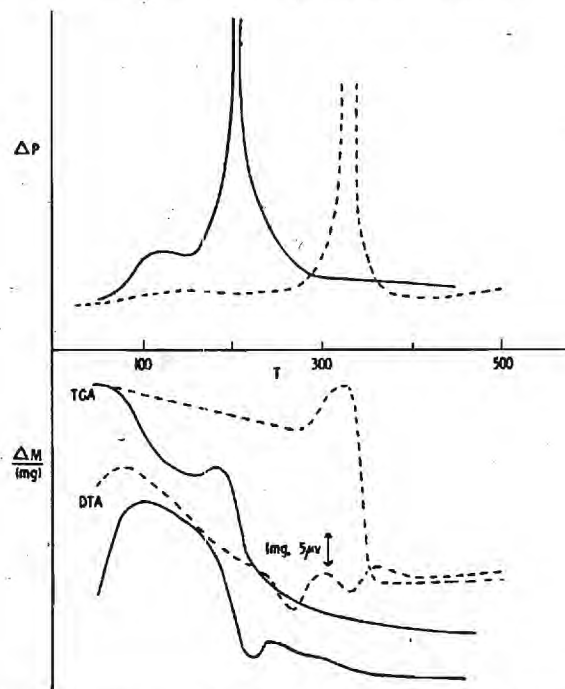 ΔP
100
300
500
T
TGA
ΔM
(mg)
DTA
1mg, 5μv